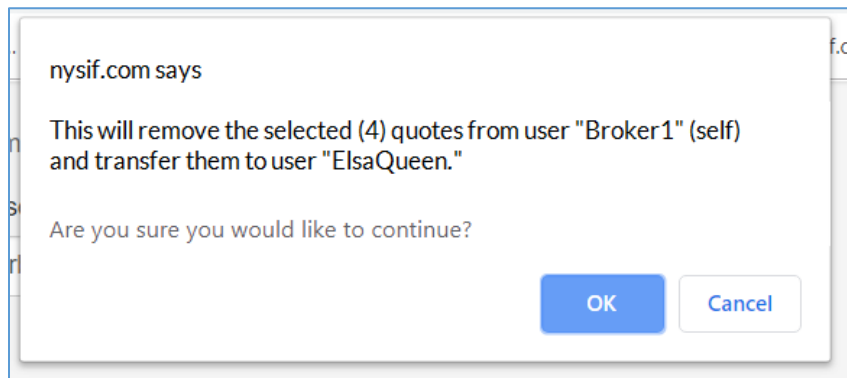 nysif.com says
This will remove the selected (4) quotes from user "Broker1" (self)
and transfer them to user "ElsaQueen."
Are you sure you would like to continue?
OK
Cancel